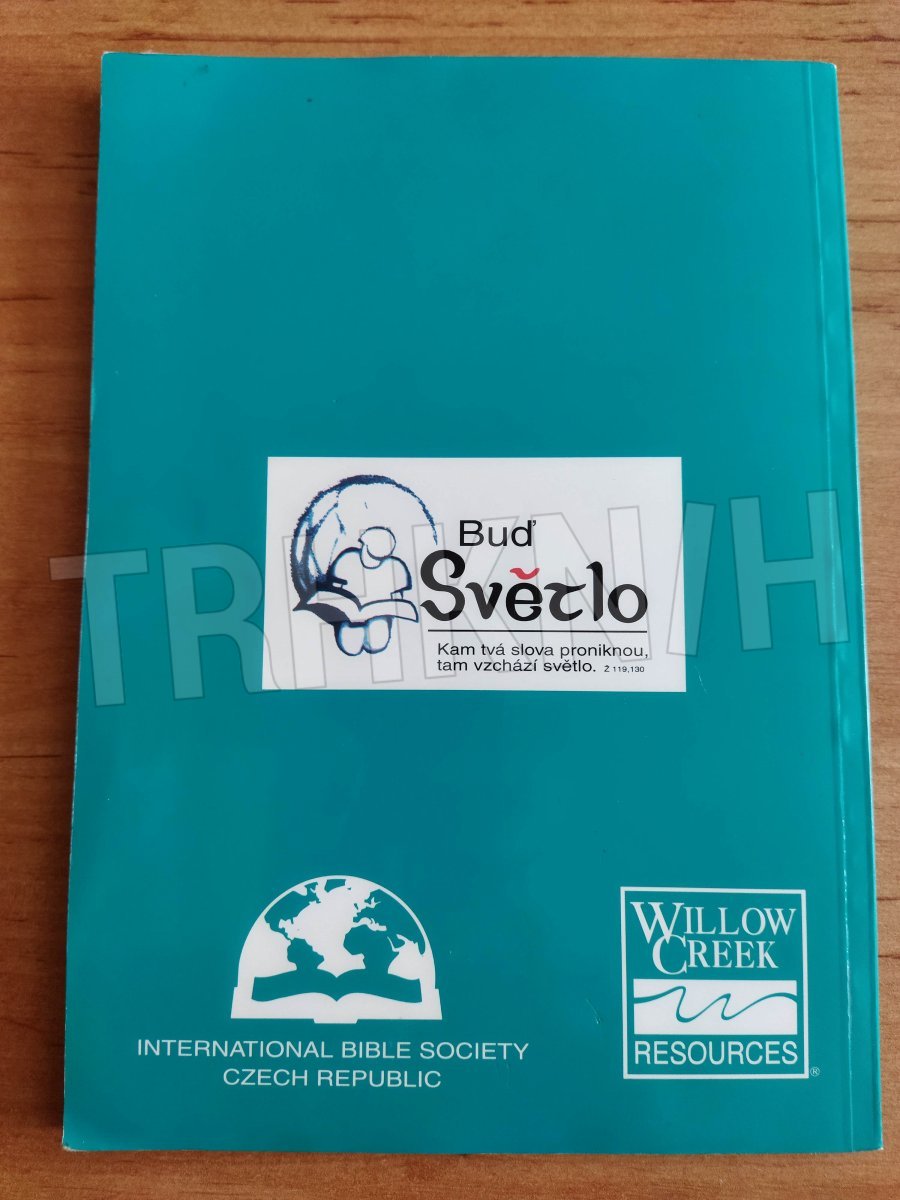 Buď
Světlo
Kam tvá slova proniknou,
tam vzchází světlo. Ž 119,130
TRHKNIH
INTERNATIONAL BIBLE SOCIETY
CZECH REPUBLIC
WILLOW
CREEK
RESOURCES
®